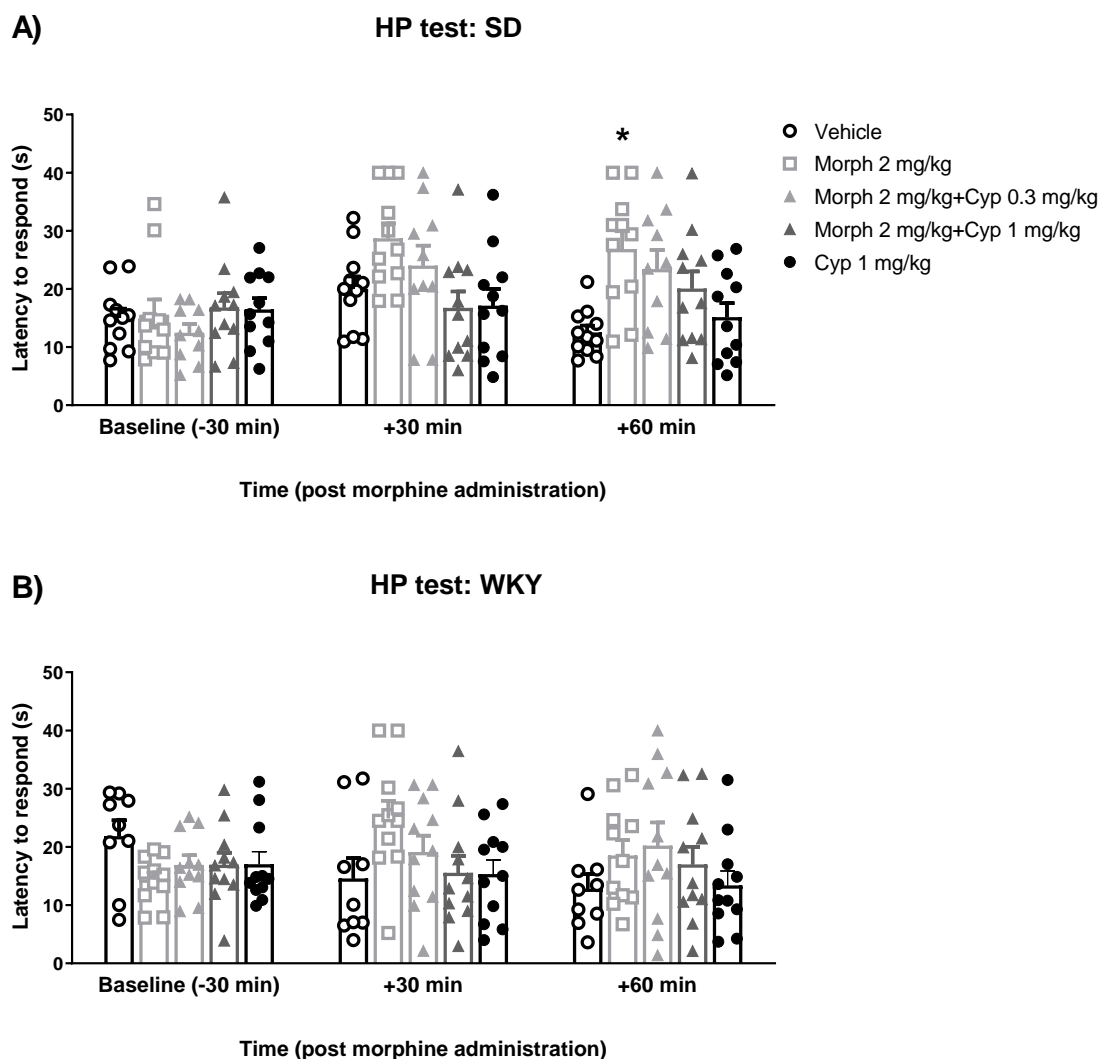 A)
HP test: SD
50
40
30
20
10
0
Latency to respond (s)
*
Baseline (-30 min)
+30 min
+60 min
Time (post morphine administration)
Vehicle
Morph 2 mg/kg
Morph 2 mg/kg+Cyp 0.3 mg/kg
Morph 2 mg/kg+Cyp 1 mg/kg
Cyp 1 mg/kg
B)
HP test: WKY
50
40
30
20
10
0
Latency to respond (s)
Baseline (-30 min)
+30 min
+60 min
Time (post morphine administration)